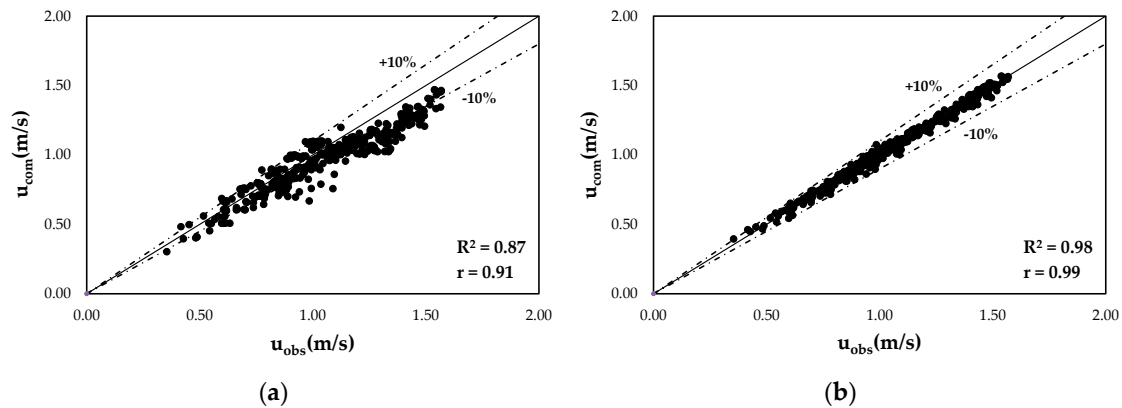 2.00
1.50
1.00
0.50
0.00
u_com(m/s)
+10%
-10%
R² = 0.87
r = 0.91
0.00 0.50 1.00 1.50 2.00
u_obs(m/s)
(a)
2.00
1.50
1.00
0.50
0.00
u_com(m/s)
+10%
-10%
R² = 0.98
r = 0.99
0.00 0.50 1.00 1.50 2.00
u_obs(m/s)
(b)